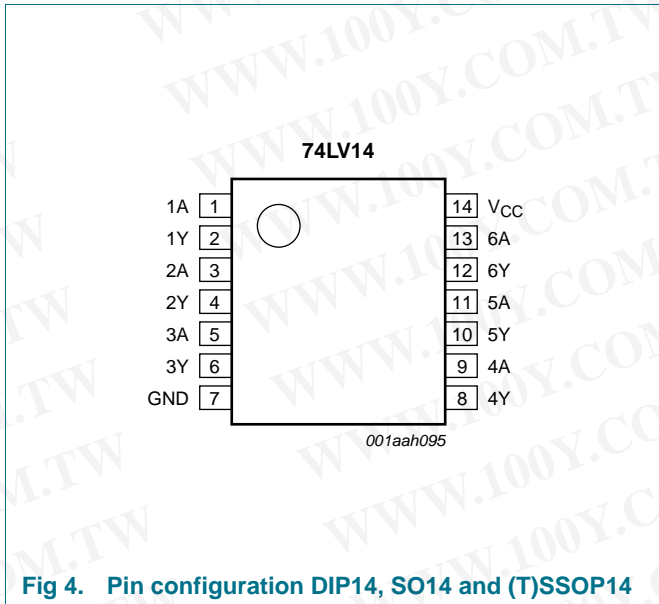 WWW.100Y.COM.TW
74LV14
1A 1
1Y 2
2A 3
2Y 4
3A 5
3Y 6
GND 7
14 VCC
13 6A
12 6Y
11 5A
10 5Y
9 4A
8 4Y
001aah095
Fig 4. Pin configuration DIP14, SO14 and (T)SSOP14